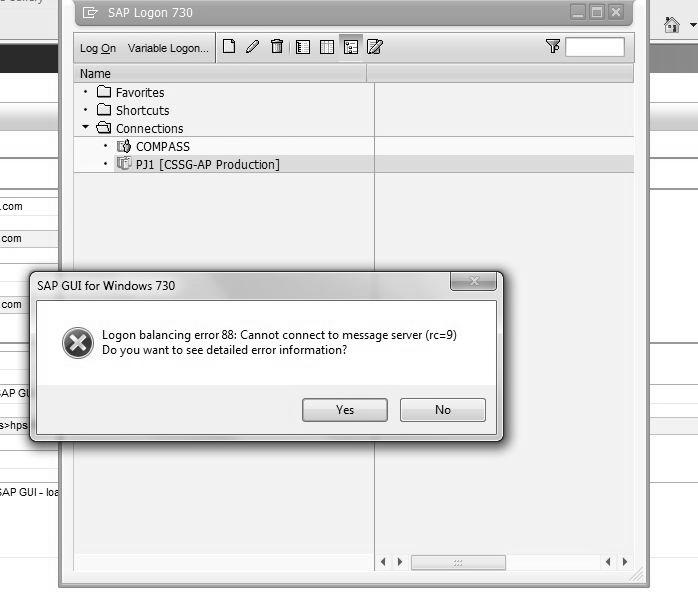 SAP Logon 730
Log On Variable Logon...
Name
Favorites
Shortcuts
Connections
COMPASS
PJ1 [CSSG-AP Production]
.com
com
com
SAP GUI for Windows 730
Logon balancing error 88: Cannot connect to message server (rc=9)
Do you want to see detailed error information?
Yes No
SAP GU
s>hps
SAP GUI - loa